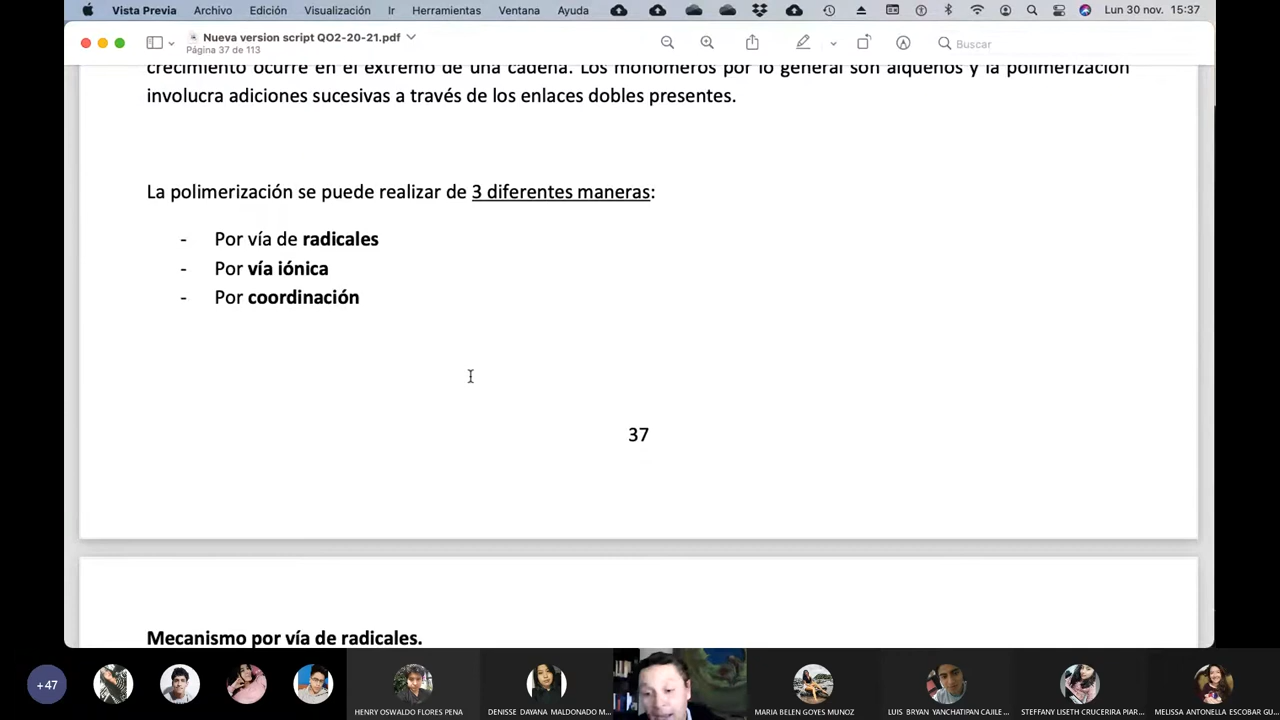 Vista Previa Archivo Edición Visualización Ir Herramientas Ventana Ayuda Lun 30 nov. 15:37
Nueva version script QO2-20-21.pdf
Página 37 de 113
Buscar
crecimiento ocurre en el extremo de una cadena. Los monómeros por lo general son alquenos y la polimerización
involucra adiciones sucesivas a través de los enlaces dobles presentes.
La polimerización se puede realizar de 3 diferentes maneras:
- Por vía de radicales
- Por vía iónica
- Por coordinación
37
Mecanismo por vía de radicales.
+47
HENRY OSWALDO FLORES PENA
DENISSE DAYANA MALDONADO M...
MARIA BELEN GOYES MUNOZ
LUIS BRYAN YANCHATIPAN CAJILE ...
STEFFANY LISETH CRUCERIRA PIAR...
MELISSA ANTONELLA ESCOBAR GU...